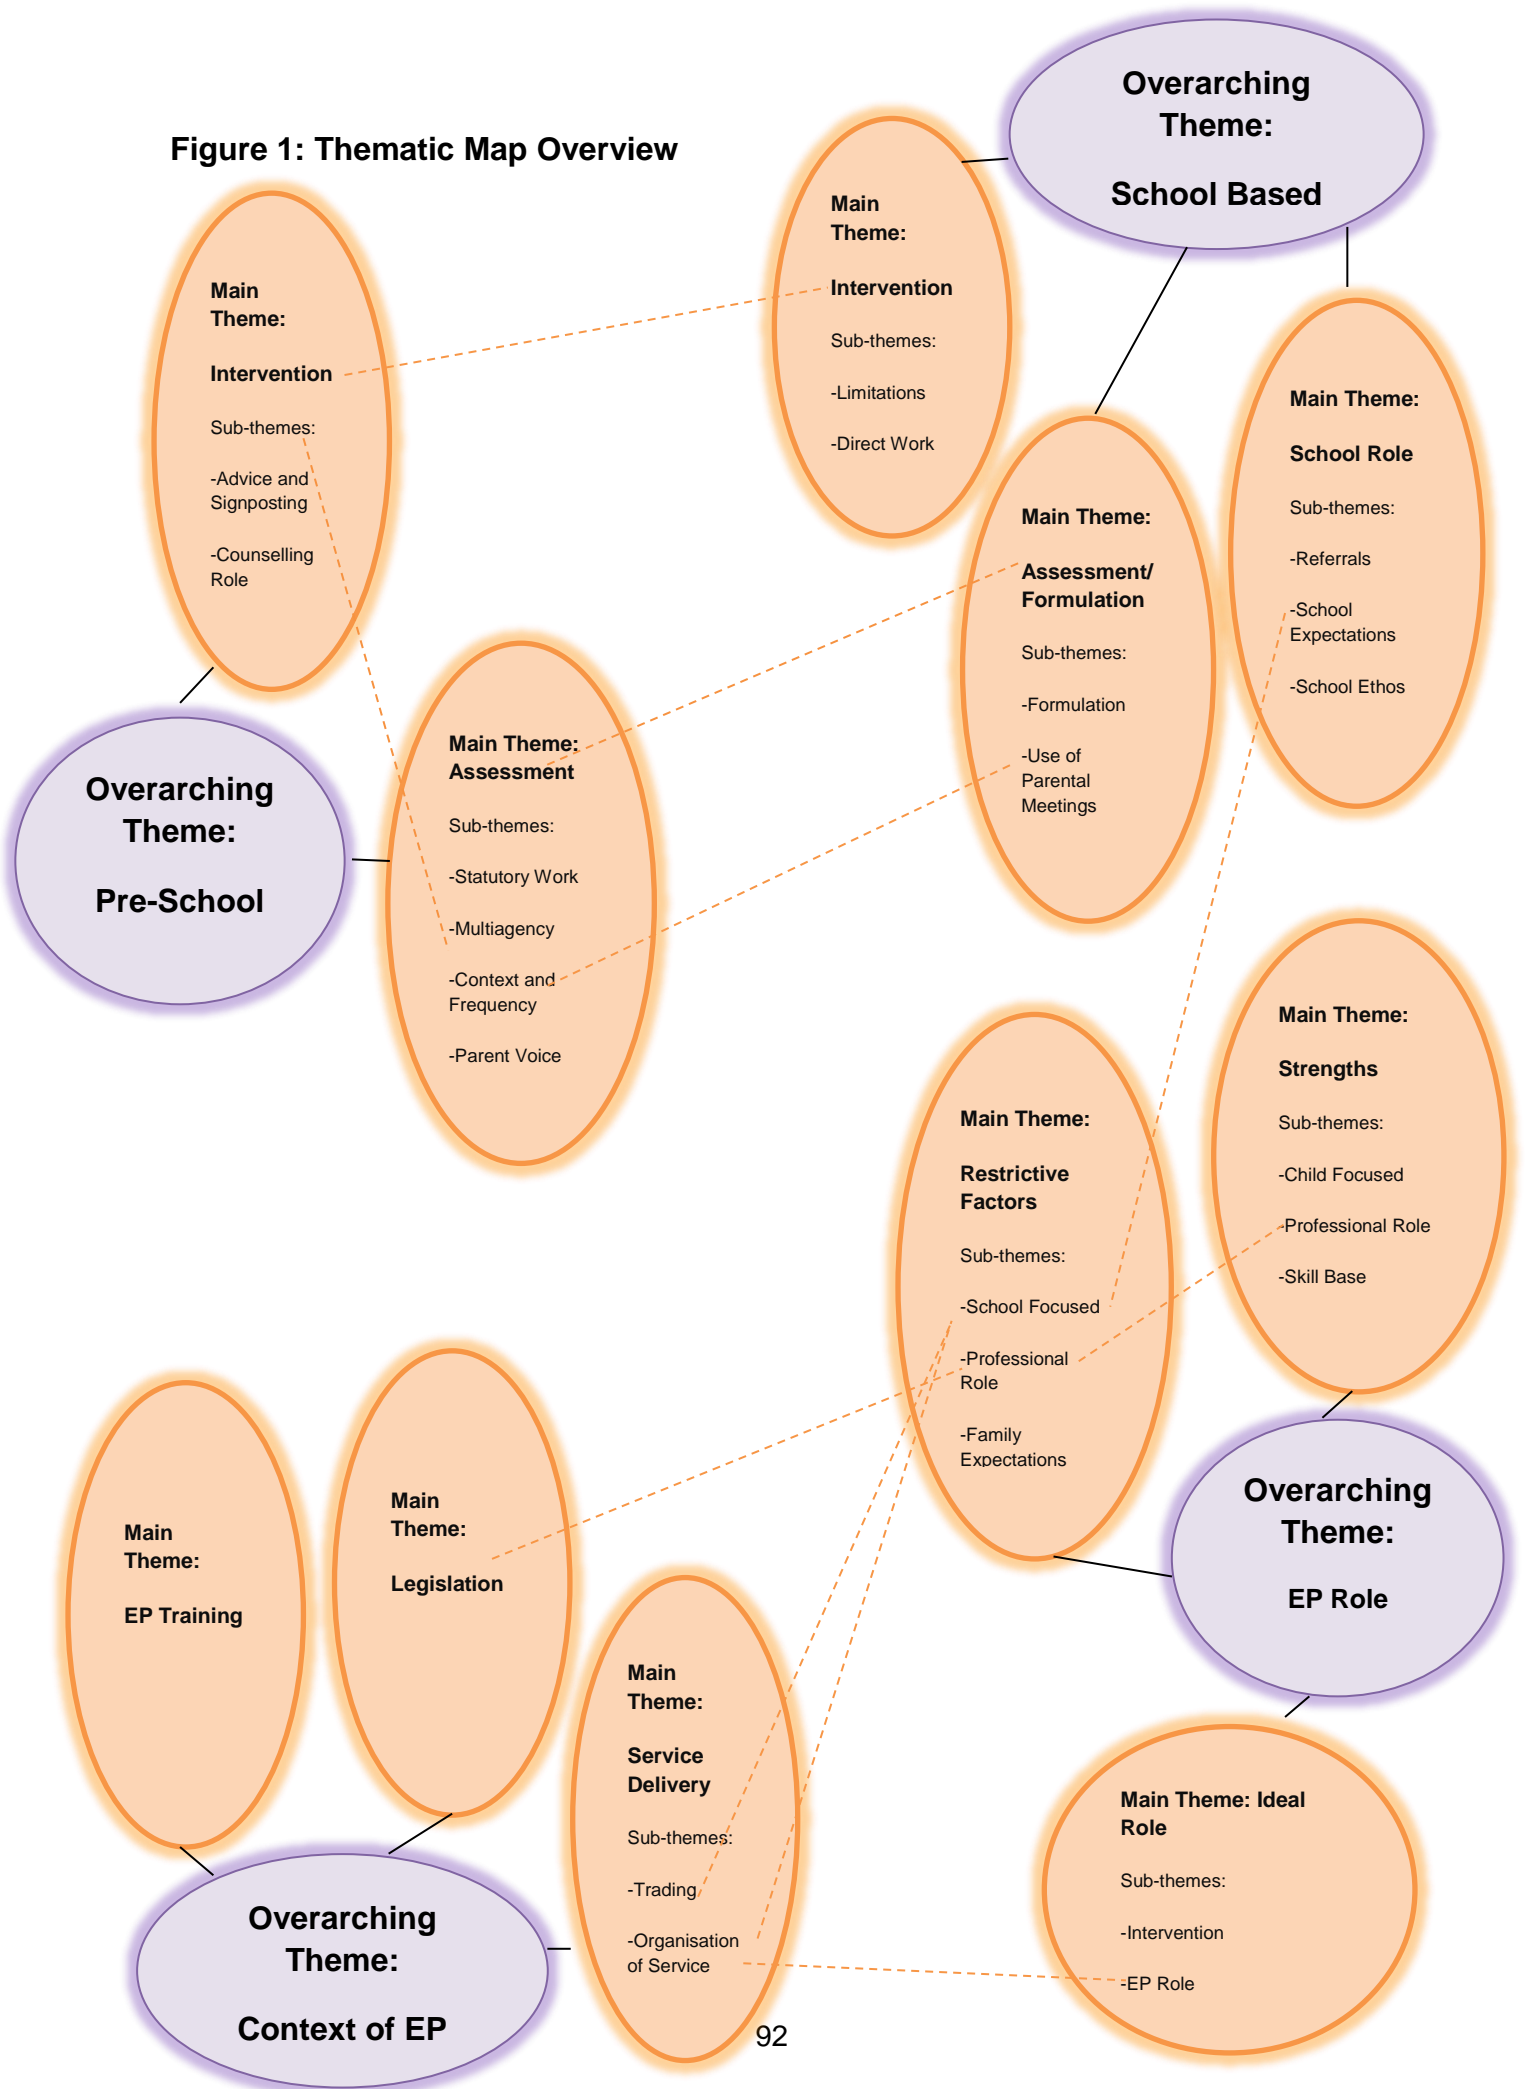 Figure 1: Thematic Map Overview
Overarching
Theme:
School Based
Main
Theme:
Intervention
Sub-themes:
-Limitations
-Direct Work
Main
Theme:
Intervention
Sub-themes:
-Advice and
Signposting
-Counselling
Role
Main Theme:
School Role
Sub-themes:
-Referrals
-School
Expectations
-School Ethos
Main Theme:
Assessment/
Formulation
Sub-themes:
-Formulation
-Use of
Parental
Meetings
Overarching
Theme:
Pre-School
Main Theme:
Assessment
Sub-themes:
-Statutory Work
-Multiagency
-Context and
Frequency
-Parent Voice
Main Theme:
Strengths
Sub-themes:
-Child Focused
-Professional Role
-Skill Base
Main Theme:
Restrictive
Factors
Sub-themes:
-School Focused
-Professional
Role
-Family
Expectations
Overarching
Theme:
EP Role
Main
Theme:
EP Training
Main
Theme:
Legislation
Main
Theme:
Service
Delivery
Sub-themes:
-Trading
-Organisation
of Service
Main Theme: Ideal
Role
Sub-themes:
-Intervention
-EP Role
Overarching
Theme:
Context of EP
92